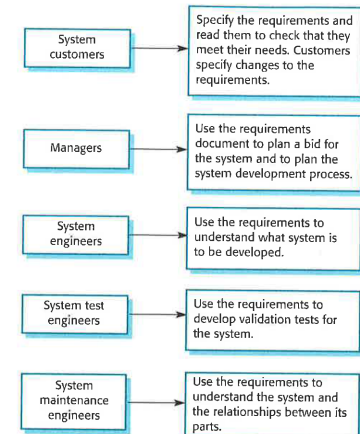 System
customers
Specify the requirements and
read them to check that they
meet their needs. Customers
specify changes to the
requirements.
Managers
Use the requirements
document to plan a bid for
the system and to plan the
system development process.
System
engineers
Use the requirements to
understand what system is
to be developed.
System test
engineers
Use the requirements to
develop validation tests for
the system.
System
maintenance
engineers
Use the requirements to
understand the system and
the relationships between its
parts.